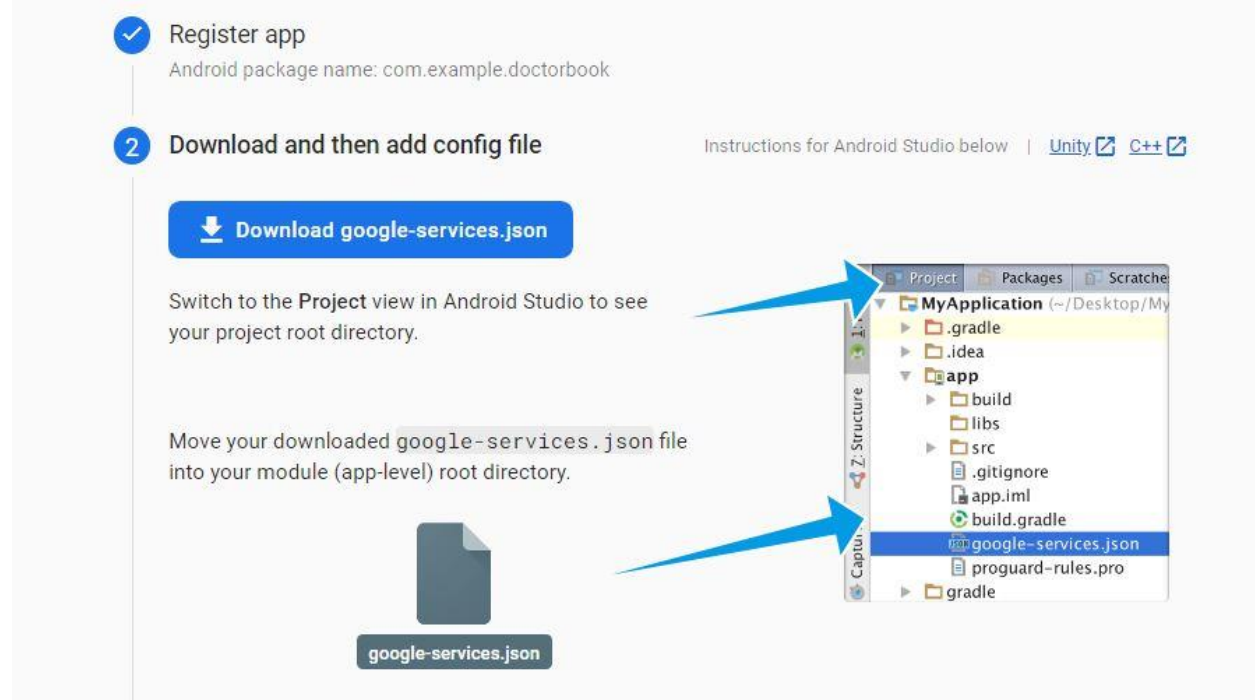 Register app
Android package name: com.example.doctorbook
2
Download and then add config file
Instructions for Android Studio below | Unity C++
Download google-services.json
Switch to the Project view in Android Studio to see
your project root directory.
Move your downloaded google-services.json file
into your module (app-level) root directory.
google-services.json
Project Packages Scratche
MyApplication (~/Desktop/My
.gradle
.idea
app
build
libs
src
.gitignore
app.iml
build.gradle
google-services.json
proguard-rules.pro
gradle
1:
Z: Structure
Captur